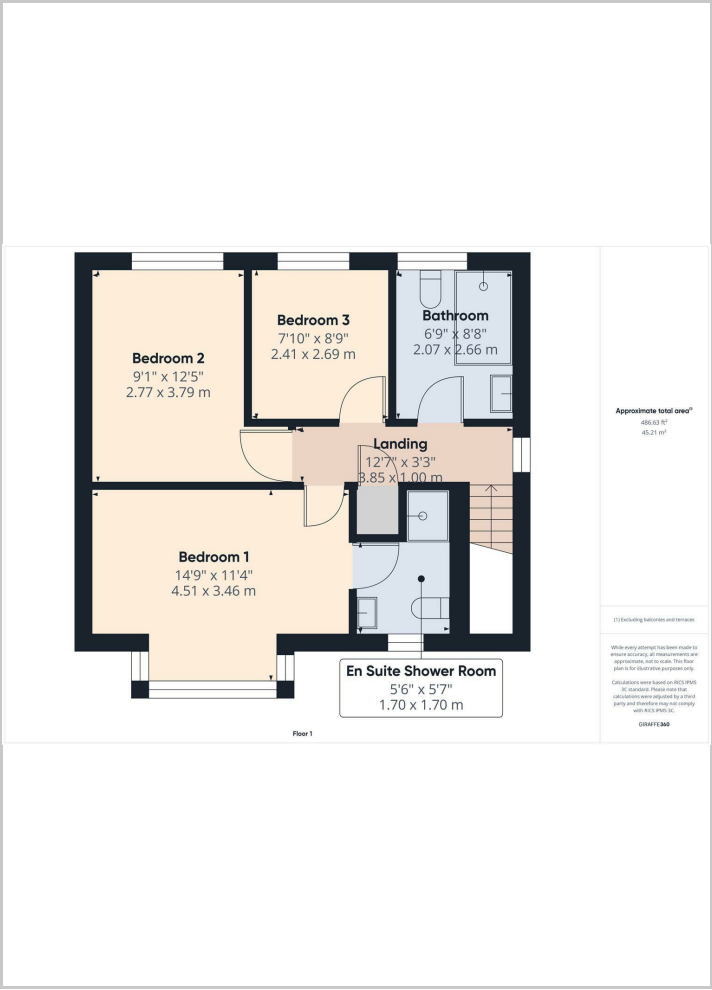 Bedroom 2
9'1" x 12'5"
2.77 x 3.79 m
Bedroom 3
7'10" x 8'9"
2.41 x 2.69 m
Bathroom
6'9" x 8'8"
2.07 x 2.66 m
Landing
12'7" x 3'3"
3.85 x 1.00 m
Bedroom 1
14'9" x 11'4"
4.51 x 3.46 m
En Suite Shower Room
5'6" x 5'7"
1.70 x 1.70 m
Floor 1
Approximate total area⁽¹⁾
486.63 ft²
45.21 m²
(1) Excluding balconies and terraces
While every attempt has been made to
ensure accuracy, all measurements are
approximate, not to scale. This floor
plan is for illustrative purposes only.
Calculations were based on RICS IPMS
3C standard. Please note that
calculations were adjusted by a third
party and therefore may not comply
with RICS IPMS 3C.
GIRAFFE360